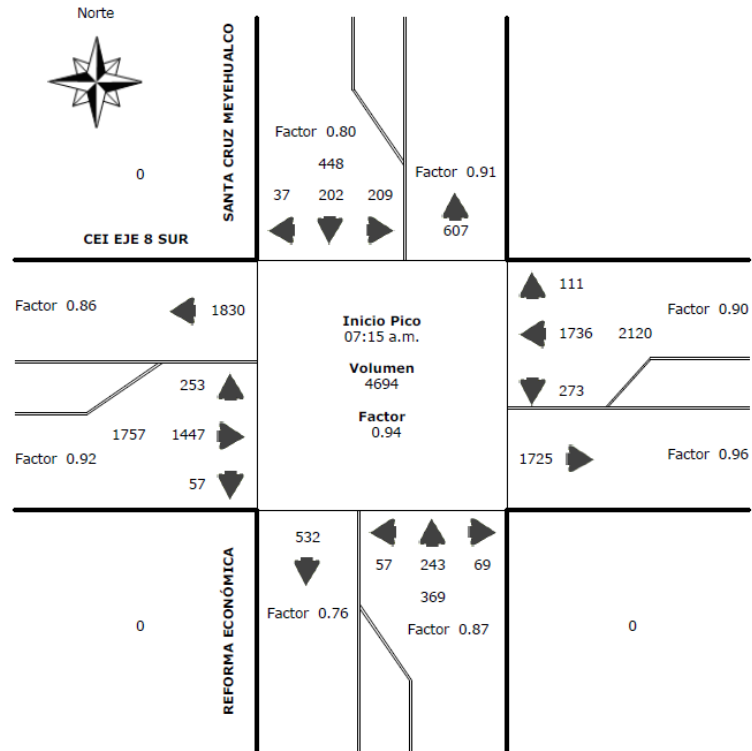 Norte
SANTA CRUZ MEYEHUALCO
0
CEI EJE 8 SUR
Factor 0.80
448
37 202 209
Factor 0.91
607
Factor 0.86
1830
111
Factor 0.90
1736 2120
273
Inicio Pico
07:15 a.m.
Volumen
4694
Factor
0.94
253
1757 1447
Factor 0.92
57
1725
Factor 0.96
532
Factor 0.76
57 243 69
369
Factor 0.87
0
REFORMA ECONÓMICA
0